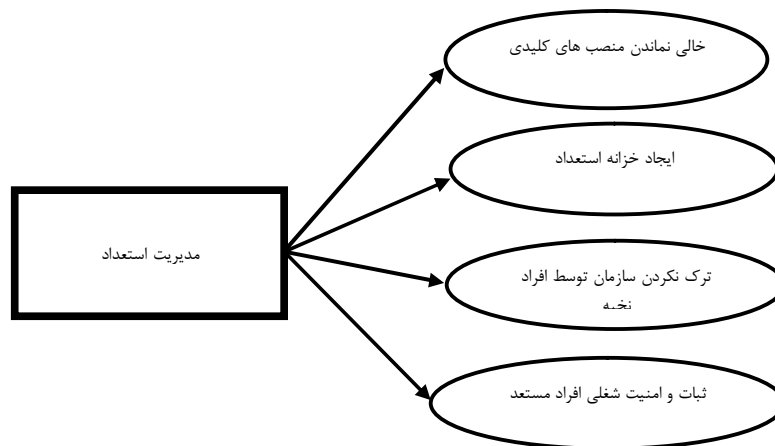 خالی نماندن منصب های کلیدی
ایجاد خزانه استعداد
مدیریت استعداد
ترک نکردن سازمان توسط افراد
نخبه
ثبات و امنیت شغلی افراد مستعد